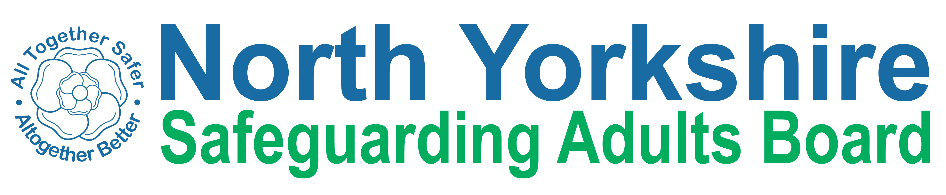 All Together Safer
Altogether Better
North Yorkshire
Safeguarding Adults Board